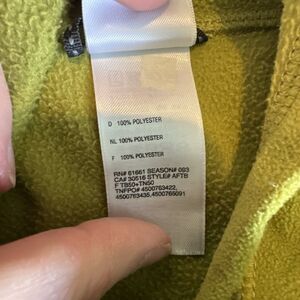 D 100% POLYESTER
NL 100% POLYESTER
F 100% POLYESTER
RN# 61661 SEASON# 093
CA# 30516 STYLE# AFTB
F TB50+TN50
TNFPO# 4500763422,
4500763435,4500765091